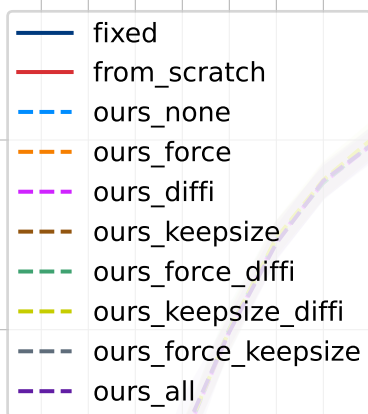 fixed
from_scratch
ours_none
ours_force
ours_diffi
ours_keepsize
ours_force_diffi
ours_keepsize_diffi
ours_force_keepsize
ours_all